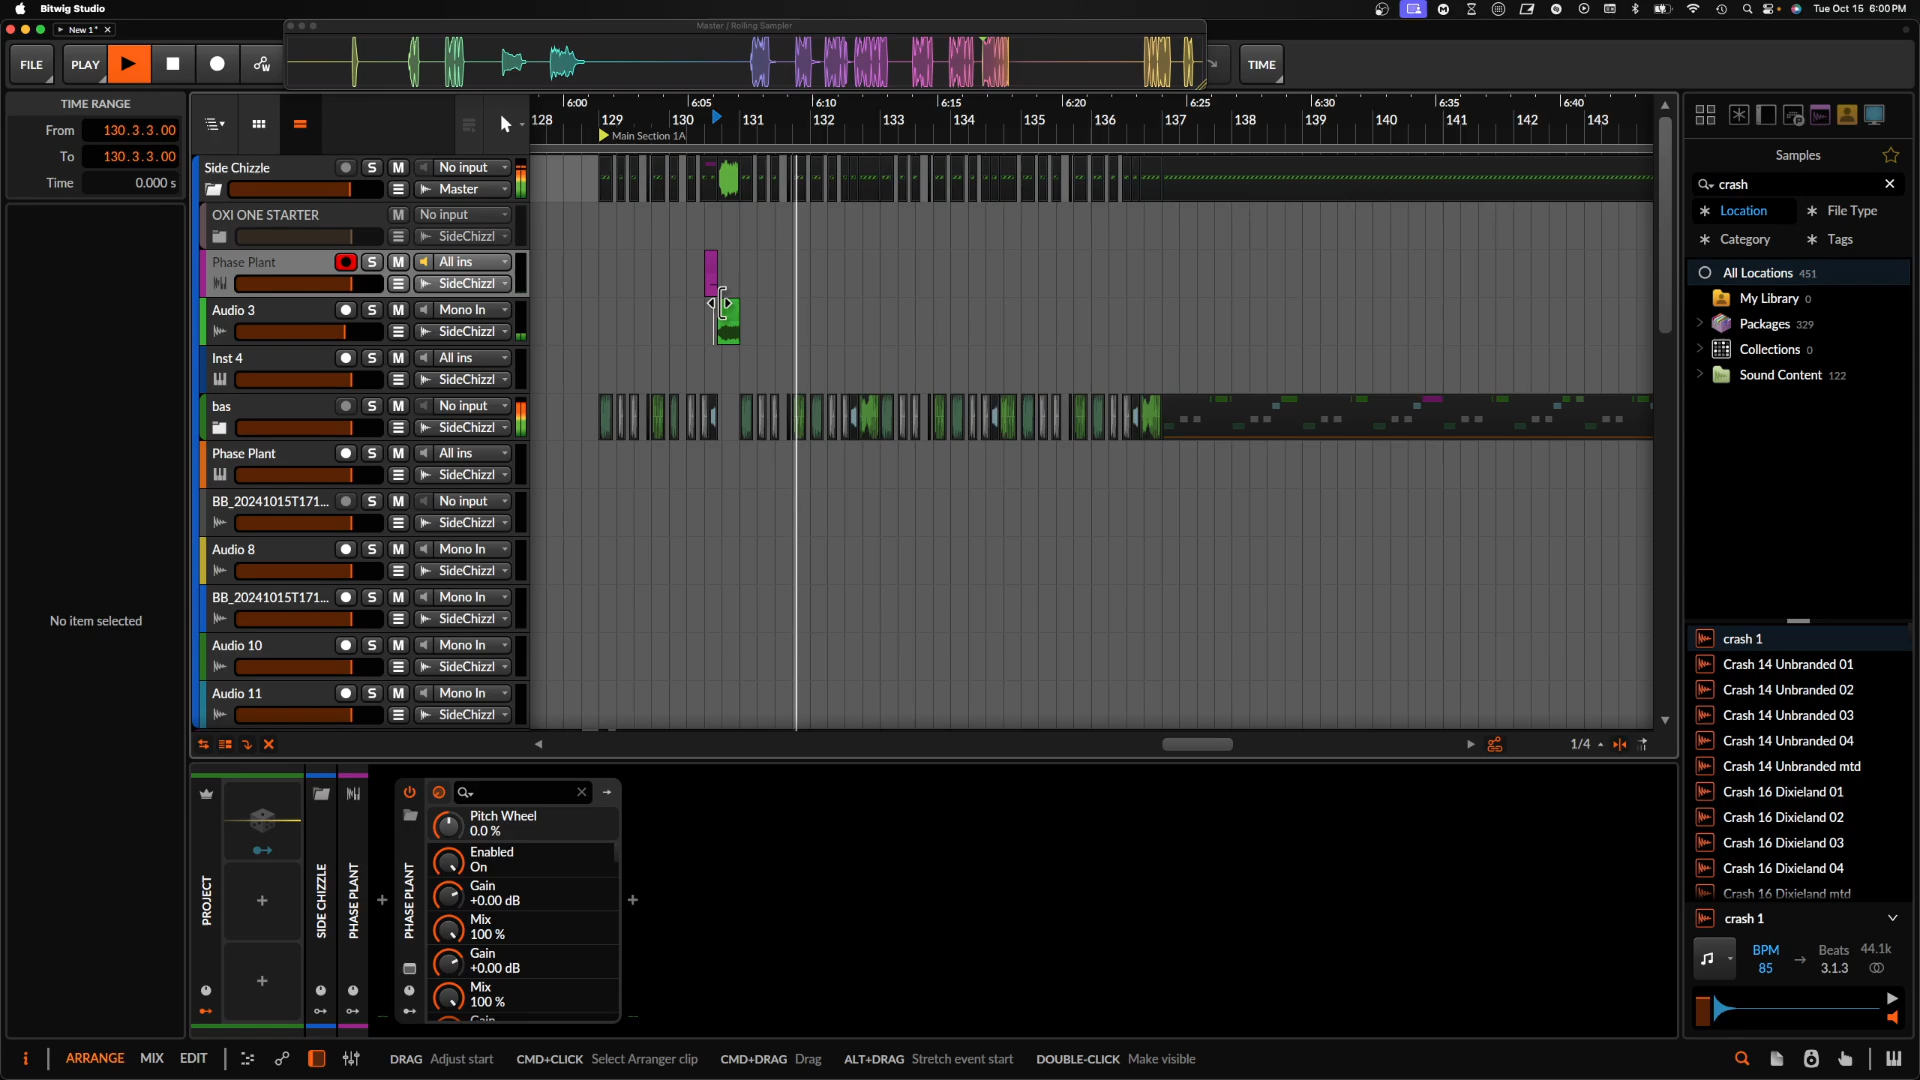 Bitwig Studio
Tue Oct 15 6:00PM
New 1*
Master / Rolling Sampler
FILE
PLAY
TIME
TIME RANGE
From 130.3.3.00
To 130.3.3.00
Time 0.000 s
No item selected
6:00 6:05 6:10 6:15 6:20 6:25 6:30 6:35 6:40
128 129 130 131 132 133 134 135 136 137 138 139 140 141 142 143
Main Section 1A
Side Chizzle S M No input
Master
OXI ONE STARTER M No input
SideChizzl
Phase Plant S M All ins
SideChizzl
Audio 3 S M Mono In
SideChizzl
Inst 4 S M All ins
SideChizzl
bas S M No input
SideChizzl
Phase Plant S M All ins
SideChizzl
BB_20241015T171... S M No input
SideChizzl
Audio 8 S M Mono In
SideChizzl
BB_20241015T171... S M Mono In
SideChizzl
Audio 10 S M Mono In
SideChizzl
Audio 11 S M Mono In
SideChizzl
1/4
PROJECT
SIDE CHIZZLE
PHASE PLANT
PHASE PLANT
Pitch Wheel
0.0 %
Enabled
On
Gain
+0.00 dB
Mix
100 %
Gain
+0.00 dB
Mix
100 %
Gain
Samples
crash
Location
File Type
Category
Tags
All Locations 451
My Library 0
Packages 329
Collections 0
Sound Content 122
crash 1
Crash 14 Unbranded 01
Crash 14 Unbranded 02
Crash 14 Unbranded 03
Crash 14 Unbranded 04
Crash 14 Unbranded mtd
Crash 16 Dixieland 01
Crash 16 Dixieland 02
Crash 16 Dixieland 03
Crash 16 Dixieland 04
Crash 16 Dixieland mtd
crash 1
BPM Beats 44.1k
85 3.1.3
ARRANGE MIX EDIT
DRAG Adjust start CMD+CLICK Select Arranger clip CMD+DRAG Drag ALT+DRAG Stretch event start DOUBLE-CLICK Make visible